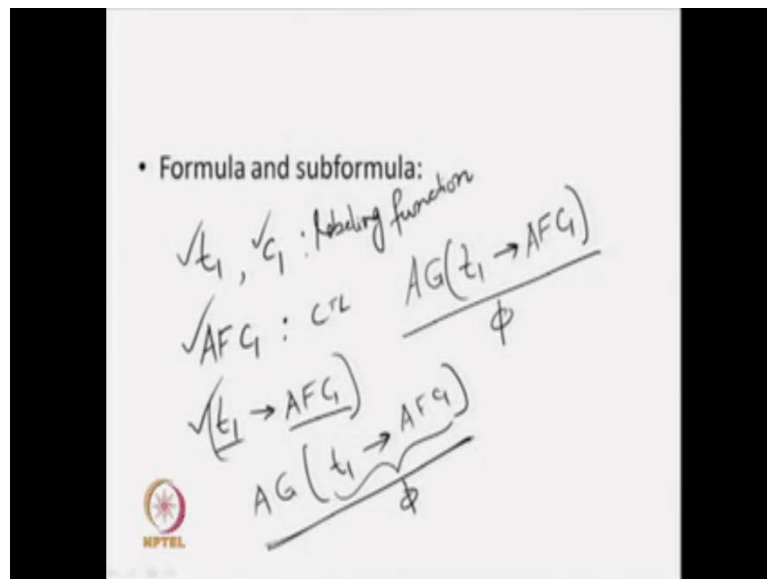 • Formula and subformula:
✓t₁, ✓c₁ : labeling function
✓AFC₁ : CTL
AG(t₁ → AFC₁)
ϕ
✓(t₁ → AFC₁)
AG(t₁ → AFC₁)
ϕ
NPTEL